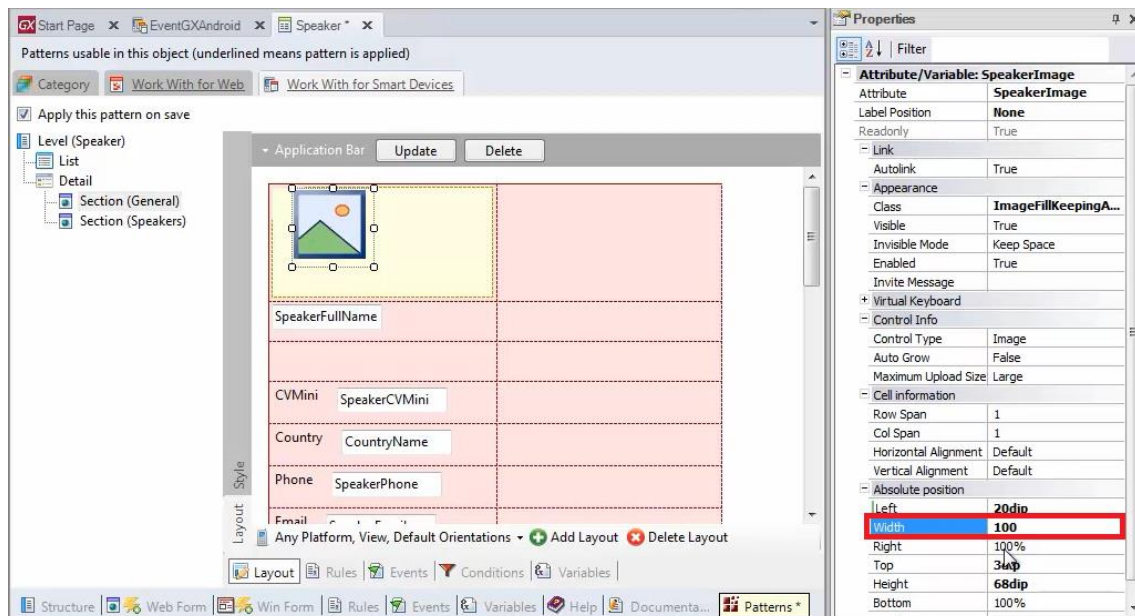 GX Start Page X EventGXAndroid X Speaker * X
Patterns usable in this object (underlined means pattern is applied)
Category Work With for Web Work With for Smart Devices
Apply this pattern on save
Level (Speaker)
List
Detail
Section (General)
Section (Speakers)
Application Bar Update Delete
SpeakerFullName
CVMini SpeakerCVMini
Country CountryName
Phone SpeakerPhone
Email
Style
Layout
Any Platform, View, Default Orientations Add Layout Delete Layout
Layout Rules Events Conditions Variables
Structure Web Form Win Form Rules Events Variables Help Documenta... Patterns *
Properties
Filter
Attribute/Variable: SpeakerImage
Attribute SpeakerImage
Label Position None
Readonly True
Link
Autolink True
Appearance
Class ImageFillKeepingA...
Visible True
Invisible Mode Keep Space
Enabled True
Invite Message
Virtual Keyboard
Control Info
Control Type Image
Auto Grow False
Maximum Upload Size Large
Cell information
Row Span 1
Col Span 1
Horizontal Alignment Default
Vertical Alignment Default
Absolute position
Left 20dip
Width 100
Right 100%
Top
Height 68dip
Bottom 100%